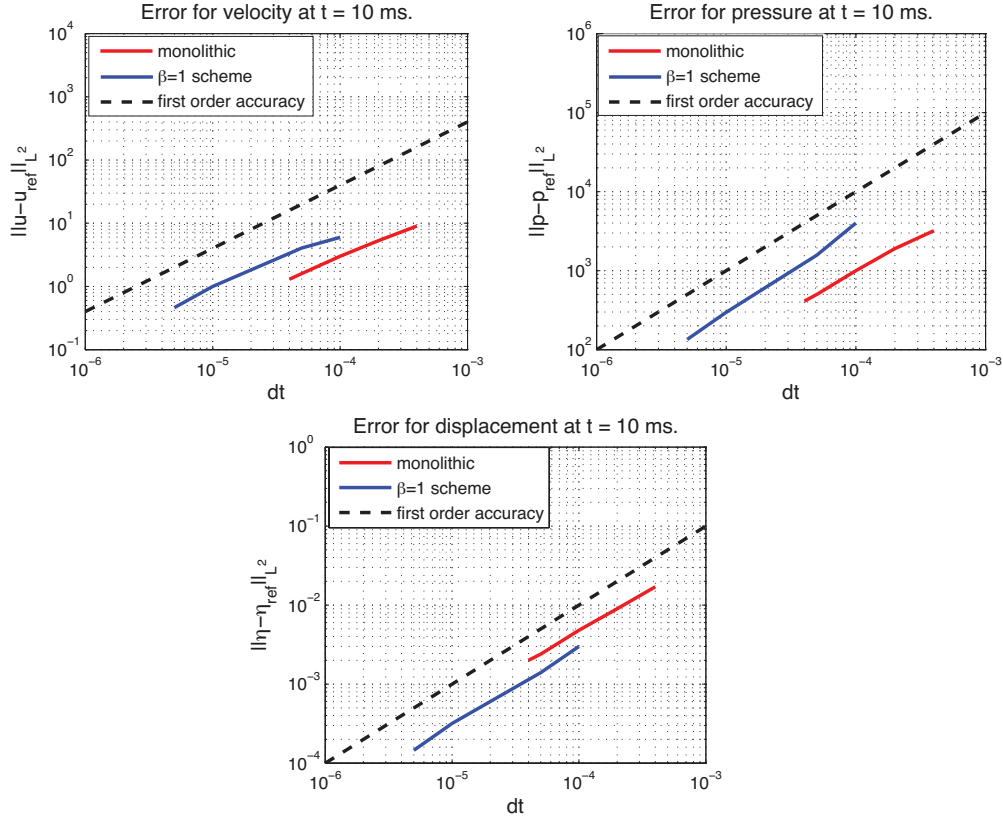 Error for velocity at t = 10 ms.
monolithic
β=1 scheme
first order accuracy
10^4
10^3
10^2
10^1
10^0
10^-1
||u-u_ref||_L^2
10^-6
10^-5
10^-4
10^-3
dt
Error for pressure at t = 10 ms.
monolithic
β=1 scheme
first order accuracy
10^6
10^5
10^4
10^3
10^2
||p-p_ref||_L^2
10^-6
10^-5
10^-4
10^-3
dt
Error for displacement at t = 10 ms.
monolithic
β=1 scheme
first order accuracy
10^0
10^-1
10^-2
10^-3
10^-4
||η-η_ref||_L^2
10^-6
10^-5
10^-4
10^-3
dt